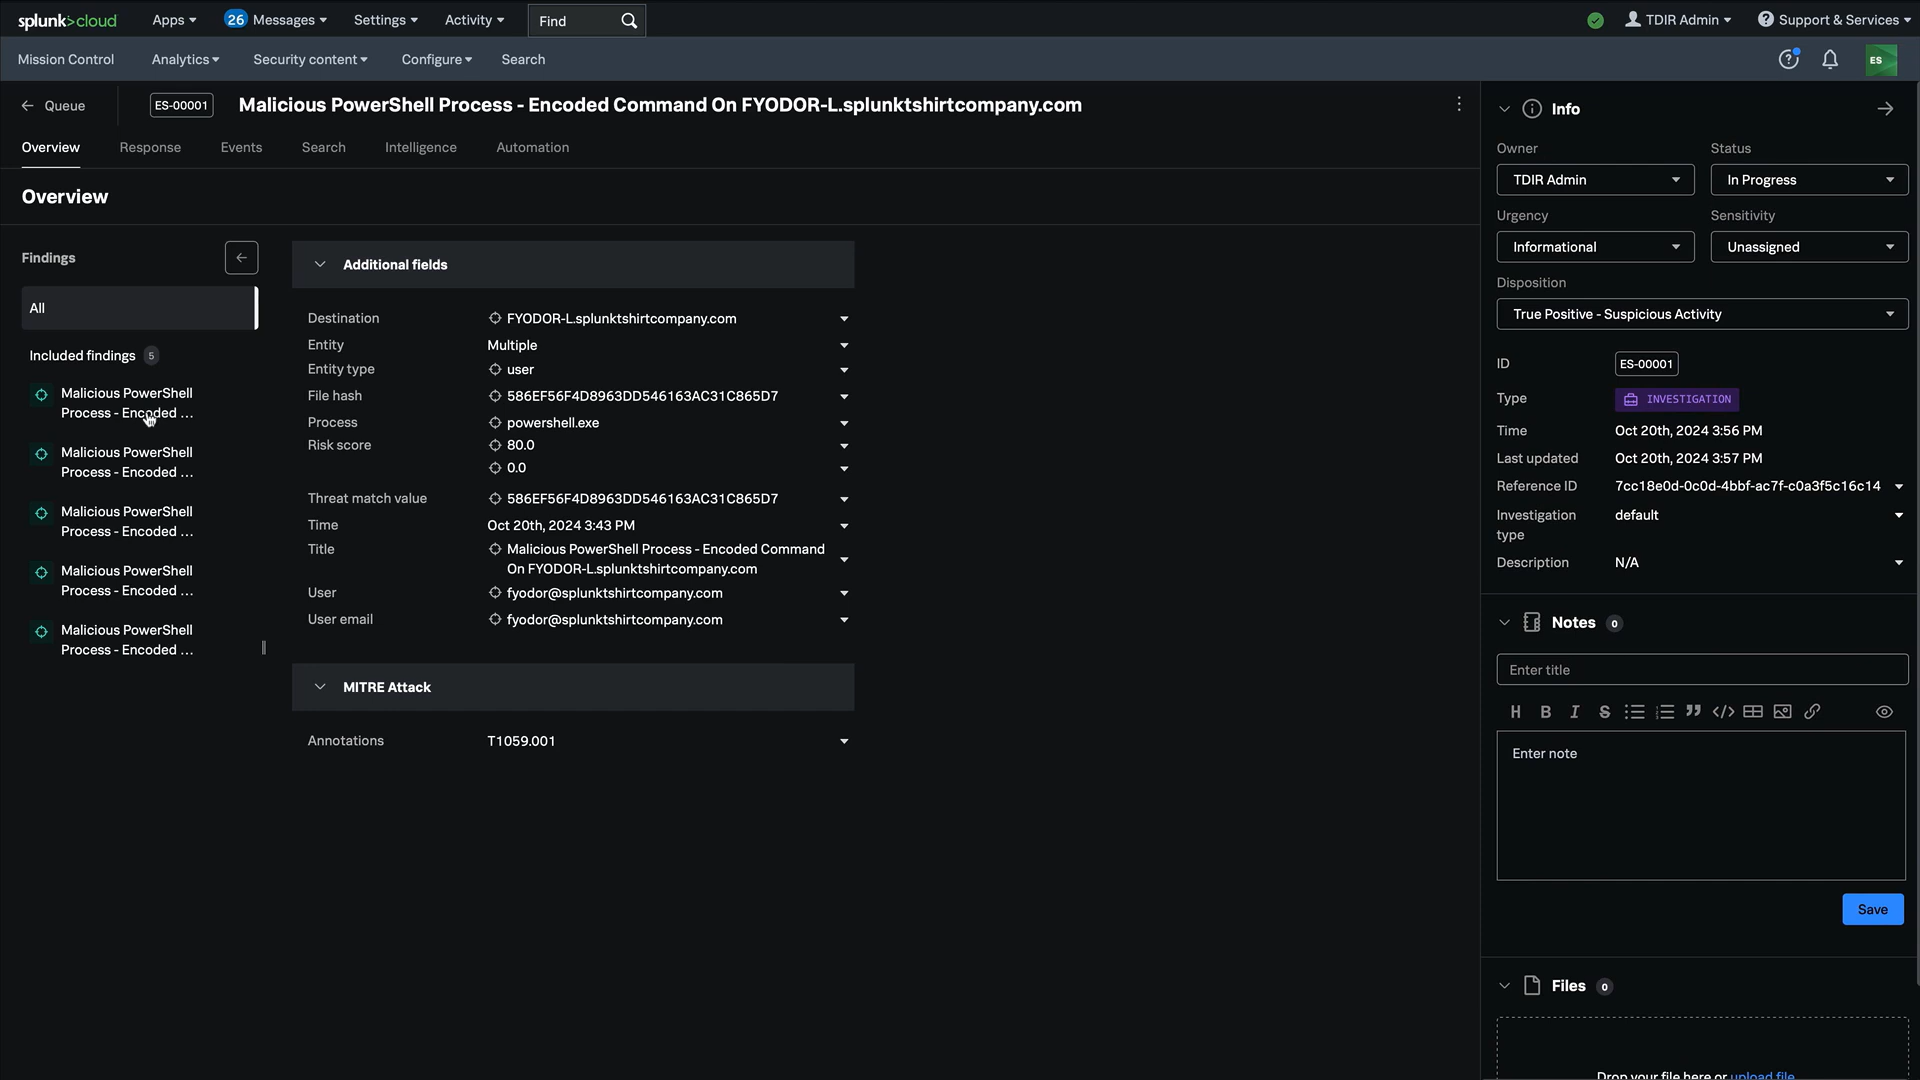 splunk>cloud Apps 26 Messages Settings Activity Find TDIR Admin Support & Services
Mission Control Analytics Security content Configure Search ES
Queue ES-00001 Malicious PowerShell Process - Encoded Command On FYODOR-L.splunktshirtcompany.com
Overview Response Events Search Intelligence Automation
Overview
Findings
All
Included findings 5
Malicious PowerShell
Process - Encoded ...
Malicious PowerShell
Process - Encoded ...
Malicious PowerShell
Process - Encoded ...
Malicious PowerShell
Process - Encoded ...
Malicious PowerShell
Process - Encoded ...
Additional fields
Destination FYODOR-L.splunktshirtcompany.com
Entity Multiple
Entity type user
File hash 586EF56F4D8963DD546163AC31C865D7
Process powershell.exe
Risk score 80.0
0.0
Threat match value 586EF56F4D8963DD546163AC31C865D7
Time Oct 20th, 2024 3:43 PM
Title Malicious PowerShell Process - Encoded Command
On FYODOR-L.splunktshirtcompany.com
User fyodor@splunktshirtcompany.com
User email fyodor@splunktshirtcompany.com
MITRE Attack
Annotations T1059.001
Info
Owner Status
TDIR Admin In Progress
Urgency Sensitivity
Informational Unassigned
Disposition
True Positive - Suspicious Activity
ID ES-00001
Type INVESTIGATION
Time Oct 20th, 2024 3:56 PM
Last updated Oct 20th, 2024 3:57 PM
Reference ID 7cc18e0d-0c0d-4bbf-ac7f-c0a3f5c16c14
Investigation default
type
Description N/A
Notes 0
Enter title
H B I S
Enter note
Save
Files 0
Drop your file here or upload file